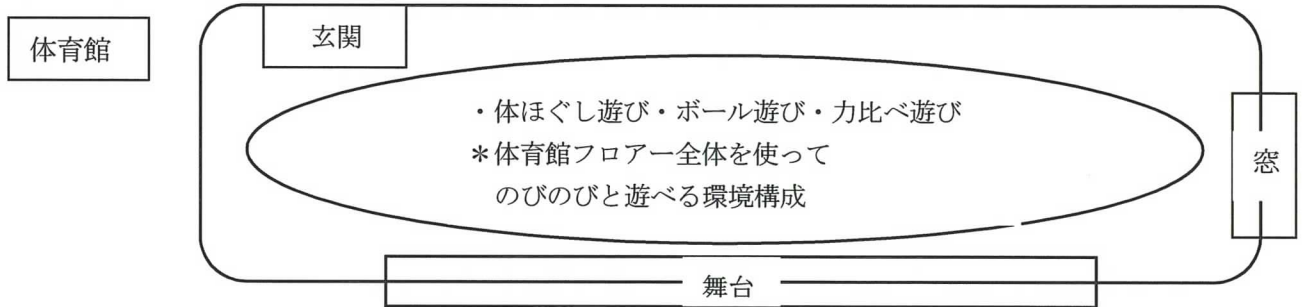 体育館
玄関
・体ほぐし遊び・ボール遊び・力比べ遊び
＊体育館フロアー全体を使って
のびのびと遊べる環境構成
窓
舞台